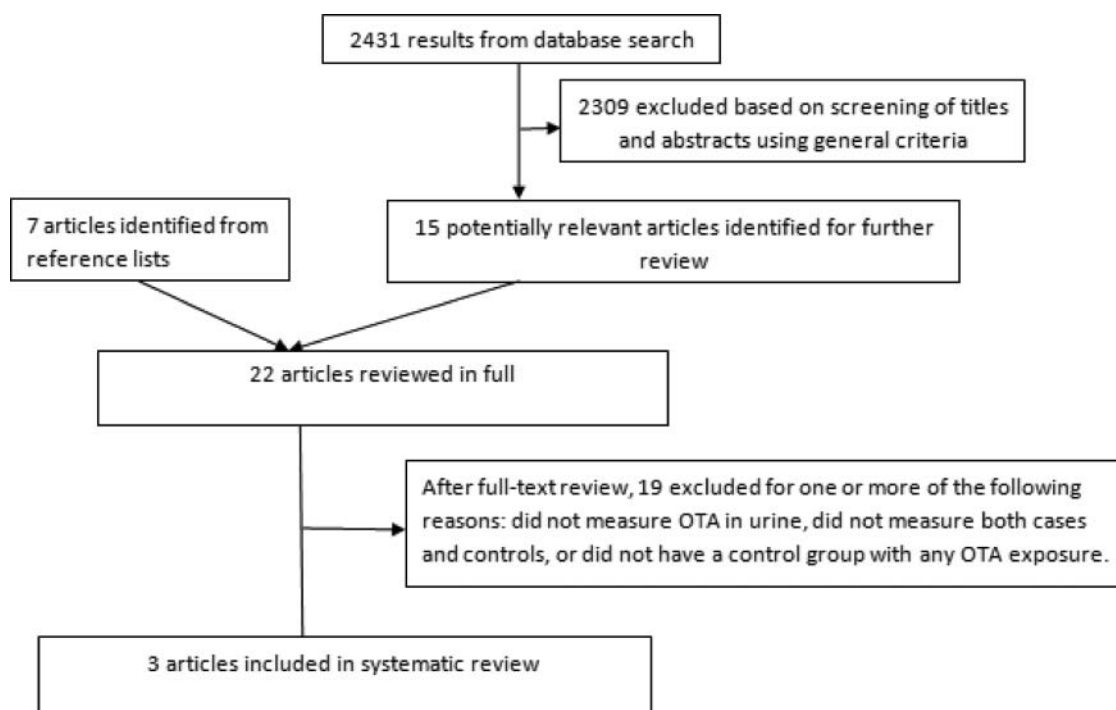 2431 results from database search
2309 excluded based on screening of titles
and abstracts using general criteria
7 articles identified from
reference lists
15 potentially relevant articles identified for further
review
22 articles reviewed in full
After full-text review, 19 excluded for one or more of the following
reasons: did not measure OTA in urine, did not measure both cases
and controls, or did not have a control group with any OTA exposure.
3 articles included in systematic review